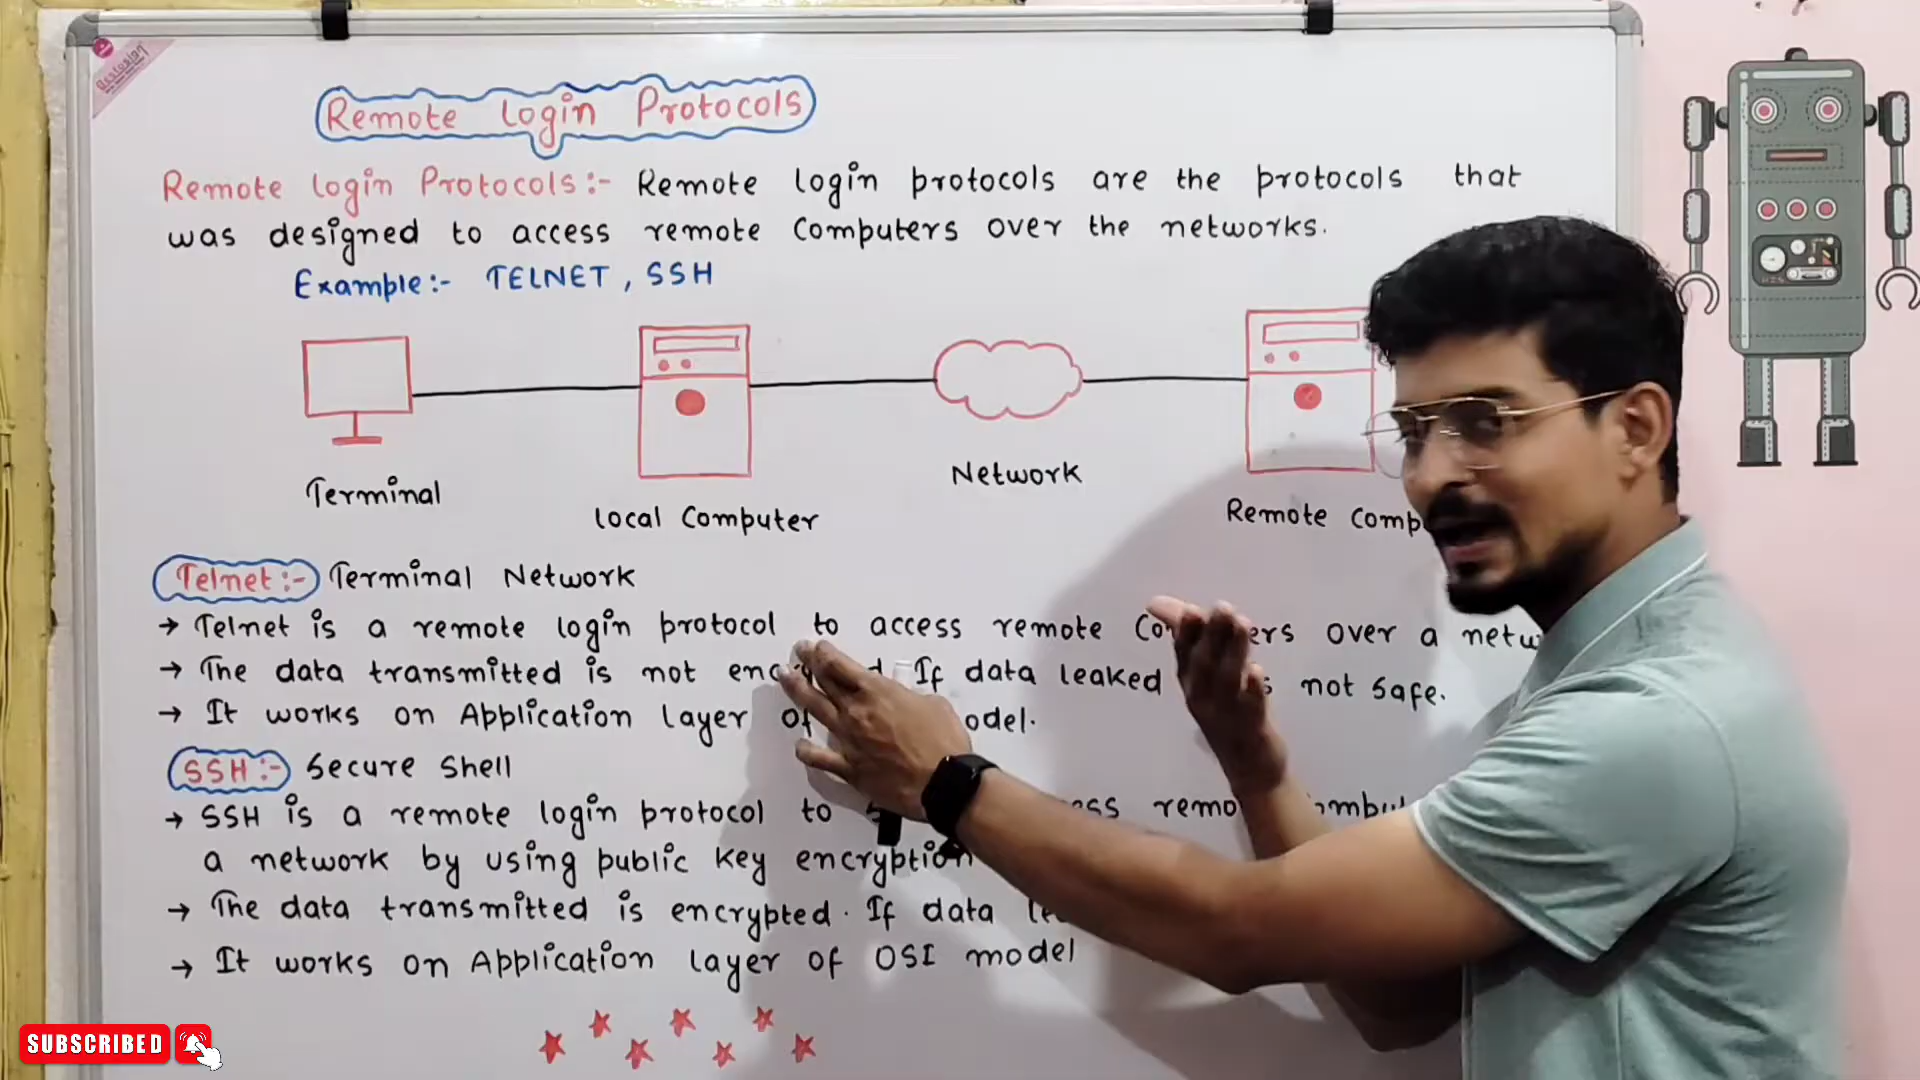 Remote login Protocols
Remote login Protocols:- Remote login protocols are the protocols that
was designed to access remote Computers over the networks.
Example:- TELNET, SSH
Terminal
local Computer
Network
Remote
Telnet:- Terminal Network
→ Telnet is a remote login protocol to access remote over a
→ The data transmitted is not If data leaked not safe.
→ It works on Application layer of
SSH:- Secure Shell
→ SSH is a remote login protocol to
a network by using public key encryption
→ The data transmitted is encrypted. If data
→ It works on Application layer of OSI model
SUBSCRIBED